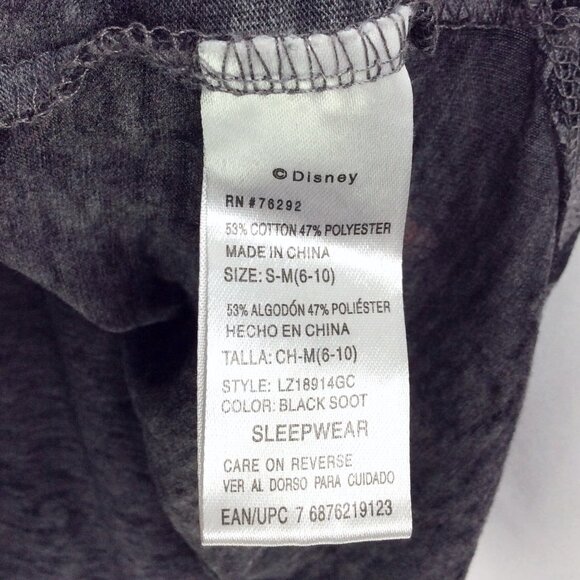 © Disney
RN # 76292
53% COTTON 47% POLYESTER
MADE IN CHINA
SIZE: S-M(6-10)
53% ALGODÓN 47% POLIÉSTER
HECHO EN CHINA
TALLA: CH-M(6-10)
STYLE: LZ18914GC
COLOR: BLACK SOOT
SLEEPWEAR
CARE ON REVERSE
VER AL DORSO PARA CUIDADO
EAN/UPC 7 6876219123